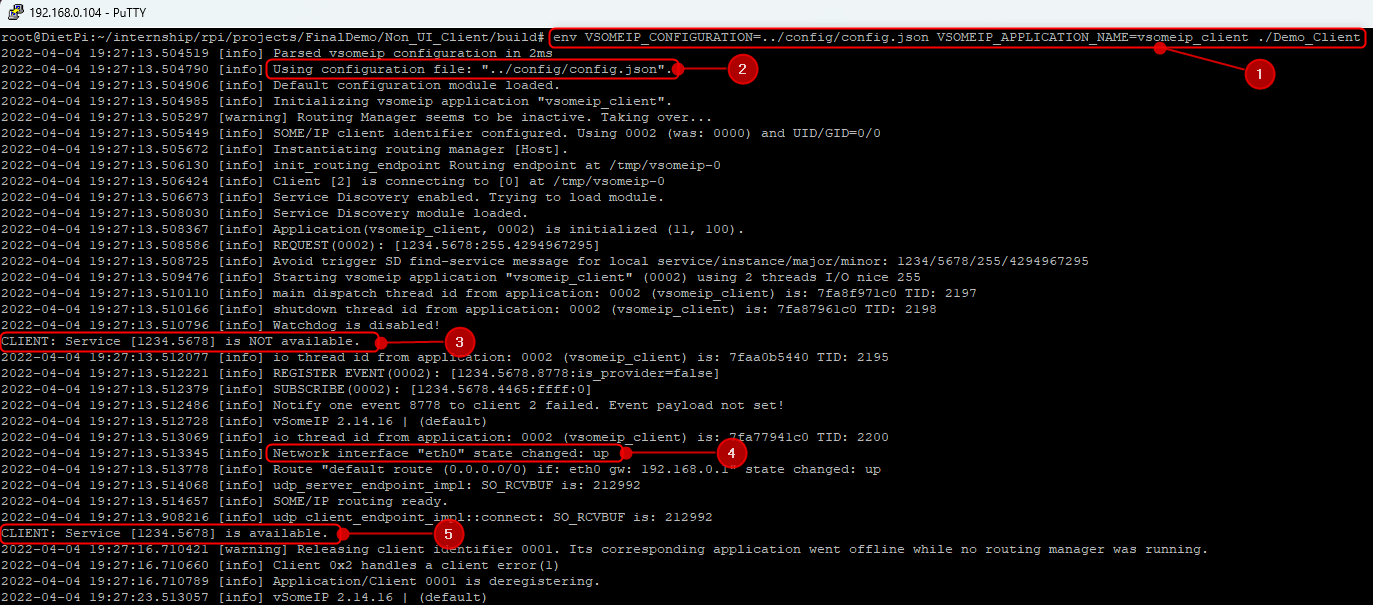 192.168.0.104 - PuTTY
root@DietPi:~/internship/rpi/projects/FinalDemo/Non_UI_Client/build# env VSOMEIP_CONFIGURATION=../config/config.json VSOMEIP_APPLICATION_NAME=vsomeip_client ./Demo_Client
1
2022-04-04 19:27:13.504519 [info] Parsed vsomeip configuration in 2ms
2022-04-04 19:27:13.504790 [info] Using configuration file: "../config/config.json".
2
2022-04-04 19:27:13.504906 [info] Default configuration module loaded.
2022-04-04 19:27:13.504985 [info] Initializing vsomeip application "vsomeip_client".
2022-04-04 19:27:13.505297 [warning] Routing Manager seems to be inactive. Taking over...
2022-04-04 19:27:13.505449 [info] SOME/IP client identifier configured. Using 0002 (was: 0000) and UID/GID=0/0
2022-04-04 19:27:13.505672 [info] Instantiating routing manager [Host].
2022-04-04 19:27:13.506130 [info] init_routing_endpoint Routing endpoint at /tmp/vsomeip-0
2022-04-04 19:27:13.506424 [info] Client [2] is connecting to [0] at /tmp/vsomeip-0
2022-04-04 19:27:13.506673 [info] Service Discovery enabled. Trying to load module.
2022-04-04 19:27:13.508030 [info] Service Discovery module loaded.
2022-04-04 19:27:13.508367 [info] Application(vsomeip_client, 0002) is initialized (11, 100).
2022-04-04 19:27:13.508586 [info] REQUEST(0002): [1234.5678:255.4294967295]
2022-04-04 19:27:13.508725 [info] Avoid trigger SD find-service message for local service/instance/major/minor: 1234/5678/255/4294967295
2022-04-04 19:27:13.509476 [info] Starting vsomeip application "vsomeip_client" (0002) using 2 threads I/O nice 255
2022-04-04 19:27:13.510110 [info] main dispatch thread id from application: 0002 (vsomeip_client) is: 7fa8f971c0 TID: 2197
2022-04-04 19:27:13.510166 [info] shutdown thread id from application: 0002 (vsomeip_client) is: 7fa87961c0 TID: 2198
2022-04-04 19:27:13.510796 [info] Watchdog is disabled!
CLIENT: Service [1234.5678] is NOT available.
3
2022-04-04 19:27:13.512077 [info] io thread id from application: 0002 (vsomeip_client) is: 7faa0b5440 TID: 2195
2022-04-04 19:27:13.512221 [info] REGISTER EVENT(0002): [1234.5678.8778:is_provider=false]
2022-04-04 19:27:13.512379 [info] SUBSCRIBE(0002): [1234.5678.4465:ffff:0]
2022-04-04 19:27:13.512486 [info] Notify one event 8778 to client 2 failed. Event payload not set!
2022-04-04 19:27:13.512728 [info] vSomeIP 2.14.16 | (default)
2022-04-04 19:27:13.513069 [info] io thread id from application: 0002 (vsomeip_client) is: 7fa77941c0 TID: 2200
2022-04-04 19:27:13.513345 [info] Network interface "eth0" state changed: up
4
2022-04-04 19:27:13.513778 [info] Route "default route (0.0.0.0/0) if: eth0 gw: 192.168.0.1" state changed: up
2022-04-04 19:27:13.514068 [info] udp_server_endpoint_impl: SO_RCVBUF is: 212992
2022-04-04 19:27:13.514657 [info] SOME/IP routing ready.
2022-04-04 19:27:13.908216 [info] udp_client_endpoint_impl::connect: SO_RCVBUF is: 212992
CLIENT: Service [1234.5678] is available.
5
2022-04-04 19:27:16.710421 [warning] Releasing client identifier 0001. Its corresponding application went offline while no routing manager was running.
2022-04-04 19:27:16.710660 [info] Client 0x2 handles a client error(1)
2022-04-04 19:27:16.710789 [info] Application/Client 0001 is deregistering.
2022-04-04 19:27:23.513057 [info] vSomeIP 2.14.16 | (default)